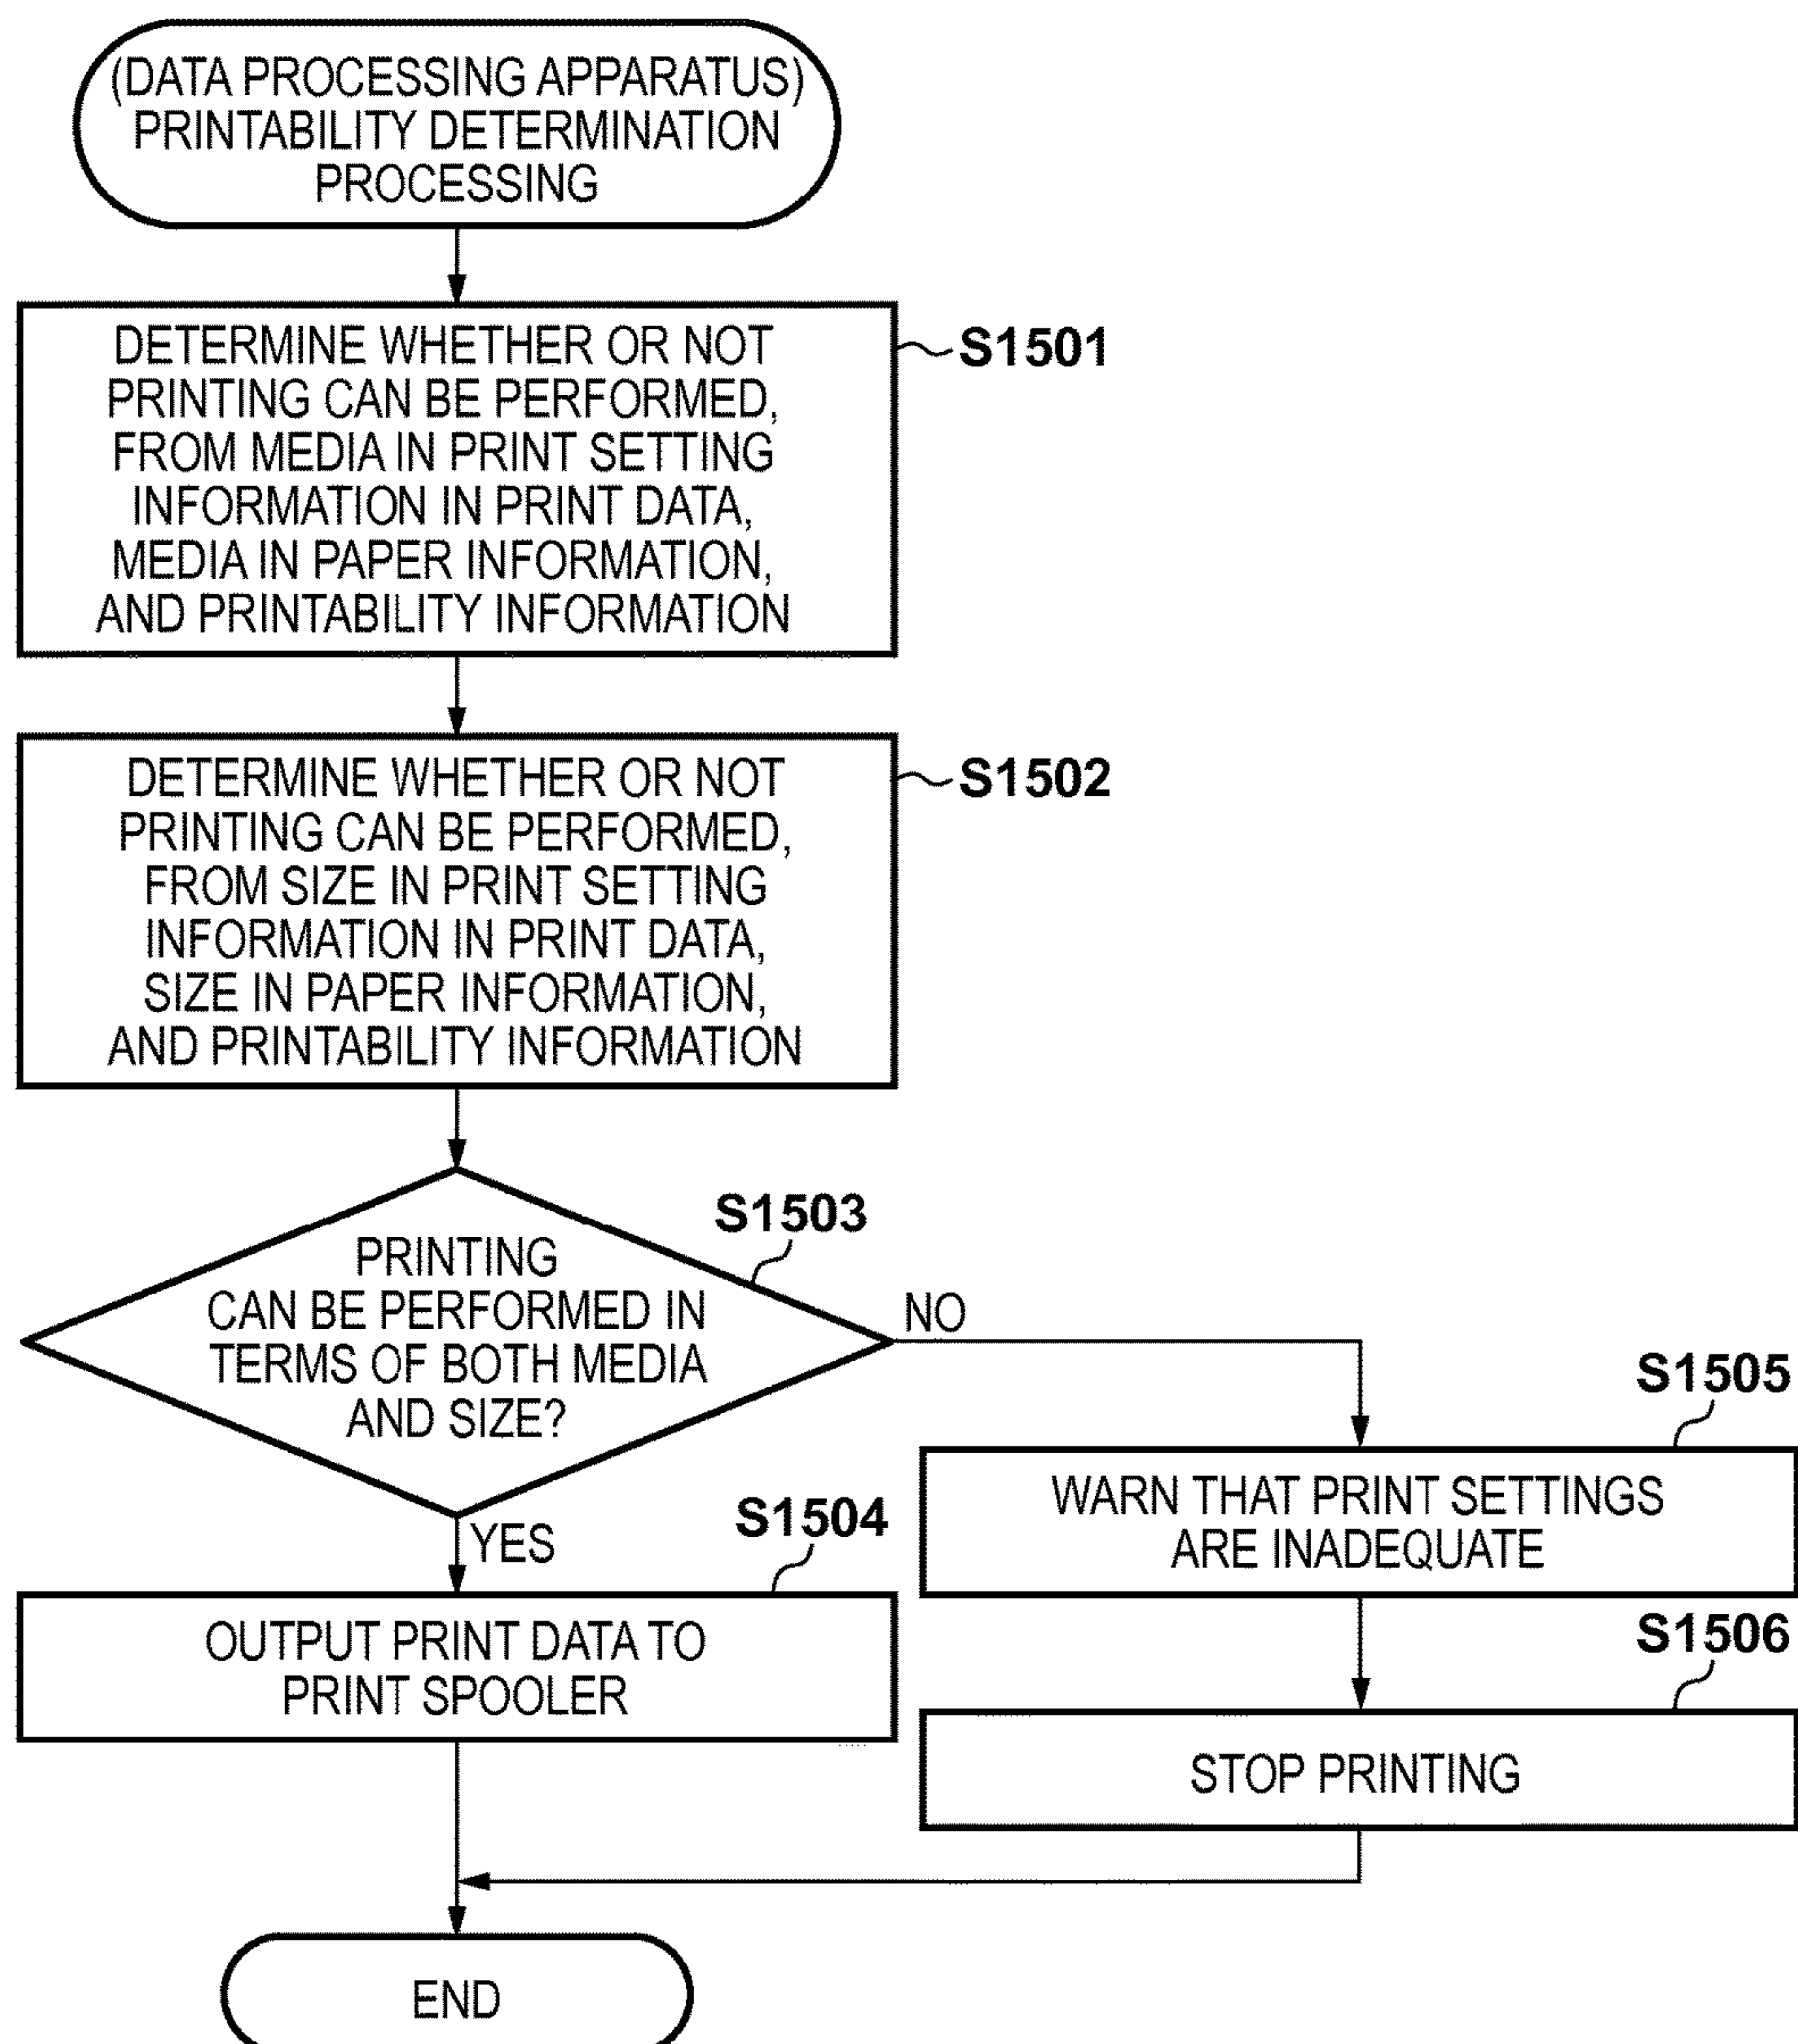 (DATA PROCESSING APPARATUS)
PRINTABILITY DETERMINATION
PROCESSING
DETERMINE WHETHER OR NOT
PRINTING CAN BE PERFORMED,
FROM MEDIA IN PRINT SETTING
INFORMATION IN PRINT DATA,
MEDIA IN PAPER INFORMATION,
AND PRINTABILITY INFORMATION
S1501
DETERMINE WHETHER OR NOT
PRINTING CAN BE PERFORMED,
FROM SIZE IN PRINT SETTING
INFORMATION IN PRINT DATA,
SIZE IN PAPER INFORMATION,
AND PRINTABILITY INFORMATION
S1502
S1503
PRINTING
CAN BE PERFORMED IN
TERMS OF BOTH MEDIA
AND SIZE?
NO
YES
S1504
OUTPUT PRINT DATA TO
PRINT SPOOLER
S1505
WARN THAT PRINT SETTINGS
ARE INADEQUATE
S1506
STOP PRINTING
END